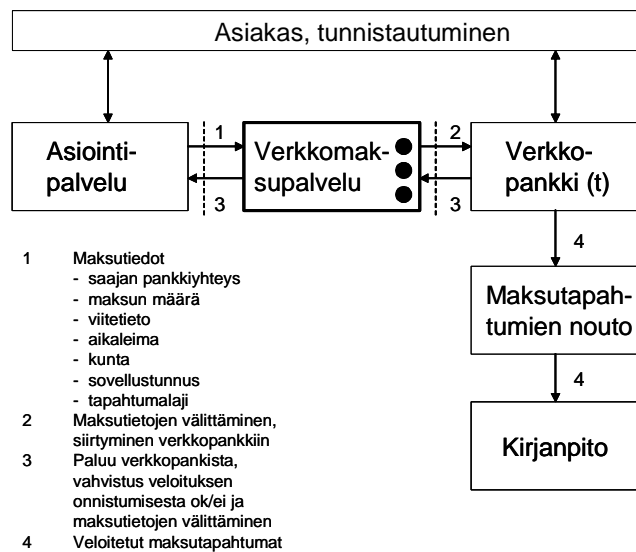 Asiakas, tunnistautuminen
Asiointi-
palvelu
1
3
Verkkomak-
supalvelu
2
3
Verkko-
pankki (t)
4
Maksutapah-
tumien nouto
4
Kirjanpito
1 Maksutiedot
- saajan pankkiyhteys
- maksun määrä
- viitetieto
- aikaleima
- kunta
- sovellustunnus
- tapahtumalaji
2 Maksutietojen välittäminen,
siirtyminen verkkopankkiin
3 Paluu verkkopankista,
vahvistus veloituksen
onnistumisesta ok/ei ja
maksutietojen välittäminen
4 Veloitetut maksutapahtumat